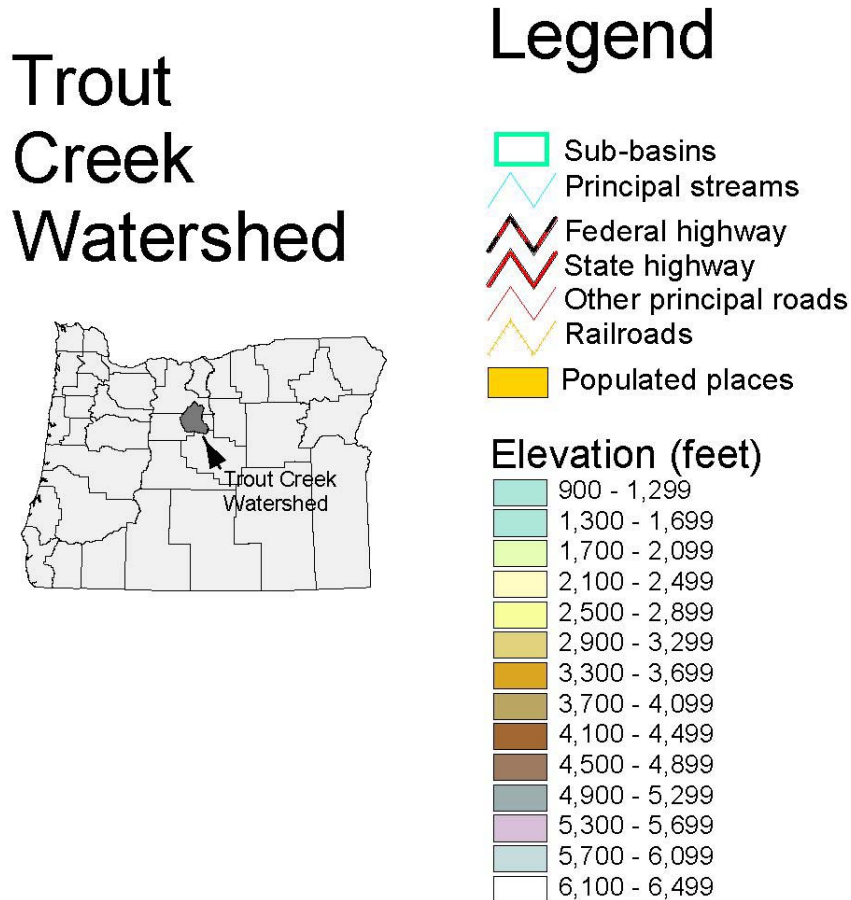 Trout
Creek
Watershed
Trout Creek
Watershed
Legend
Sub-basins
Principal streams
Federal highway
State highway
Other principal roads
Railroads
Populated places
Elevation (feet)
900 - 1,299
1,300 - 1,699
1,700 - 2,099
2,100 - 2,499
2,500 - 2,899
2,900 - 3,299
3,300 - 3,699
3,700 - 4,099
4,100 - 4,499
4,500 - 4,899
4,900 - 5,299
5,300 - 5,699
5,700 - 6,099
6,100 - 6,499